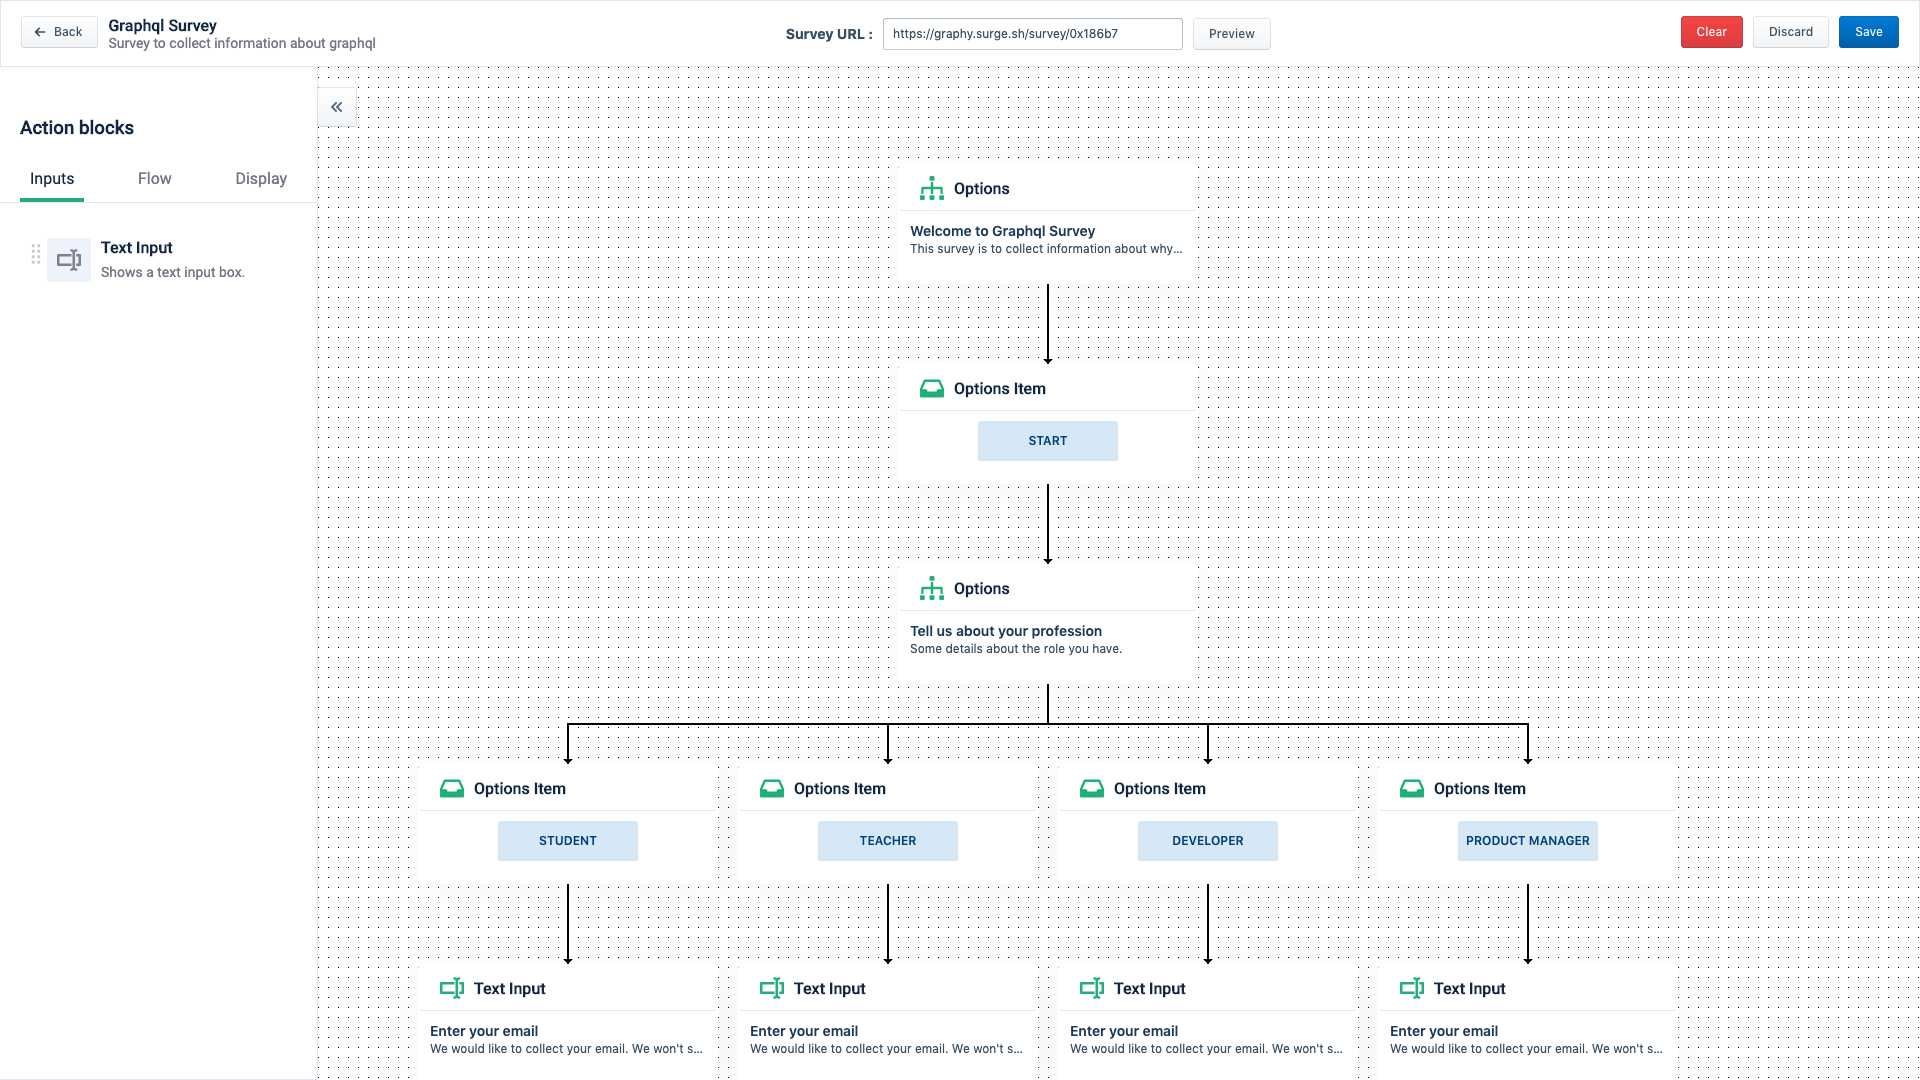 Back
Graphql Survey
Survey to collect information about graphql
Survey URL :
https://graphy.surge.sh/survey/0x186b7
Preview
Clear
Discard
Save
Action blocks
Inputs
Flow
Display
Text Input
Shows a text input box.
Options
Welcome to Graphql Survey
This survey is to collect information about why...
Options Item
START
Options
Tell us about your profession
Some details about the role you have.
Options Item
STUDENT
Options Item
TEACHER
Options Item
DEVELOPER
Options Item
PRODUCT MANAGER
Text Input
Enter your email
We would like to collect your email. We won't s...
Text Input
Enter your email
We would like to collect your email. We won't s...
Text Input
Enter your email
We would like to collect your email. We won't s...
Text Input
Enter your email
We would like to collect your email. We won't s...